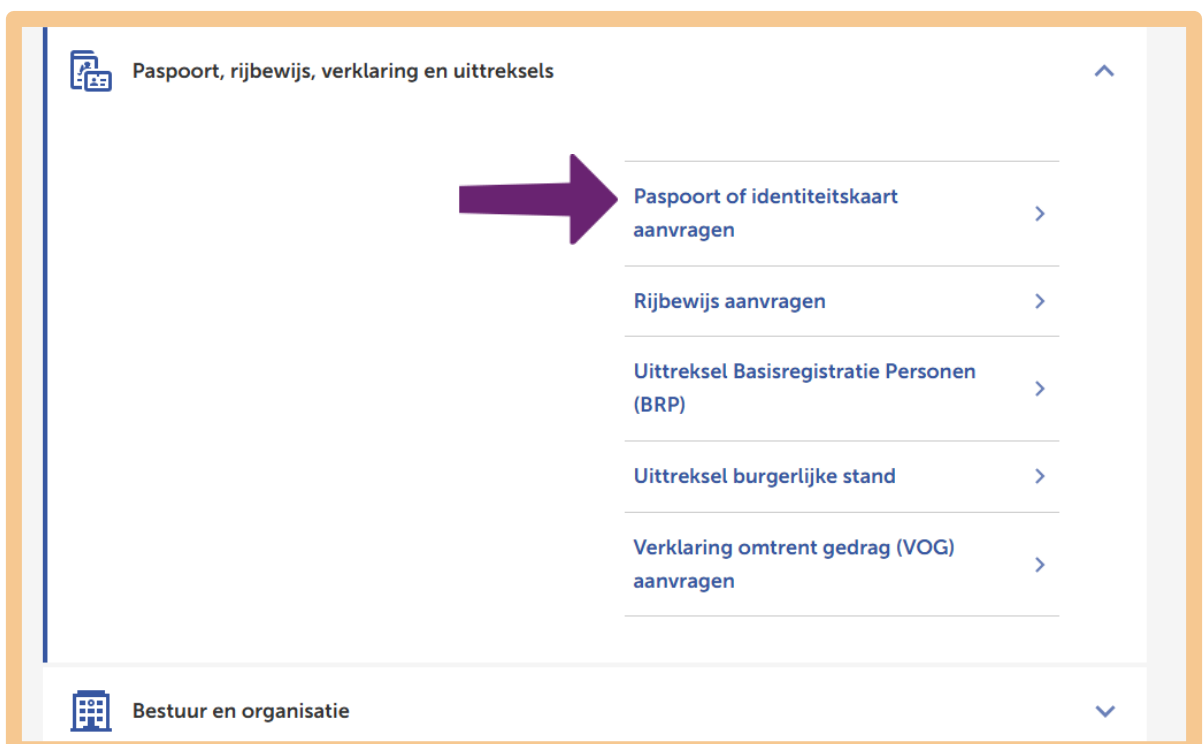 Paspoort, rijbewijs, verklaring en uittreksels
Paspoort of identiteitskaart
aanvragen
Rijbewijs aanvragen
Uittreksel Basisregistratie Personen
(BRP)
Uittreksel burgerlijke stand
Verklaring omtrent gedrag (VOG)
aanvragen
Bestuur en organisatie